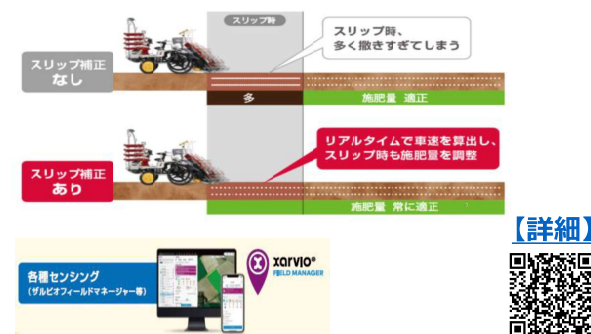 スリップ時
スリップ時、
多く撒きすぎてしまう
スリップ補正
なし
多
施肥量 適正
リアルタイムで車速を算出し、
スリップ時も施肥量を調整
スリップ補正
あり
施肥量 常に適正
【詳細】
各種センシング
（ザルビオフィールドマネージャー等）
xarvio®
FIELD MANAGER